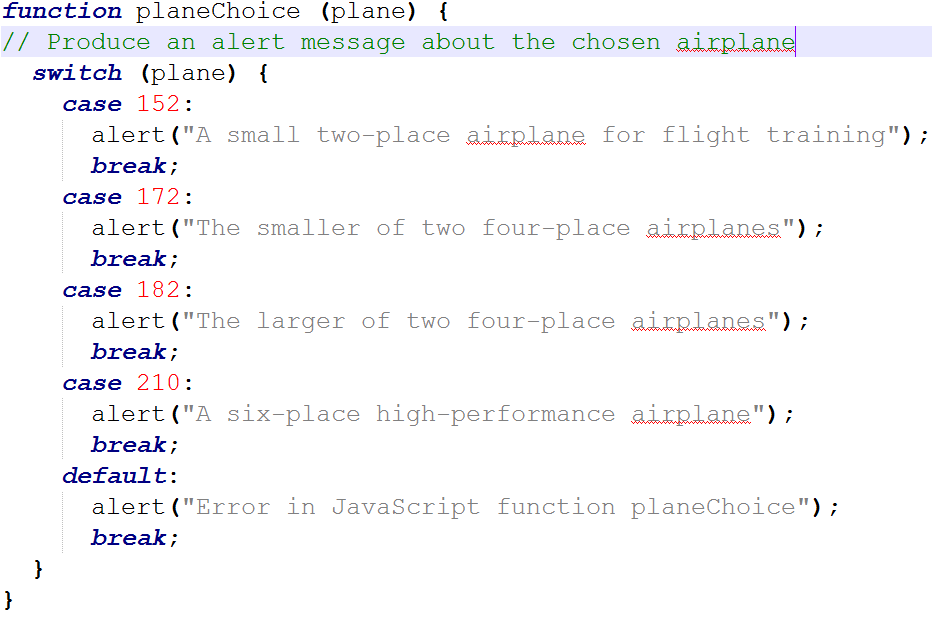 function planeChoice (plane) {
// Produce an alert message about the chosen airplane
switch (plane) {
case 152:
alert("A small two-place airplane for flight training");
break;
case 172:
alert("The smaller of two four-place airplanes");
break;
case 182:
alert("The larger of two four-place airplanes");
break;
case 210:
alert("A six-place high-performance airplane");
break;
default:
alert("Error in JavaScript function planeChoice");
break;
}
}